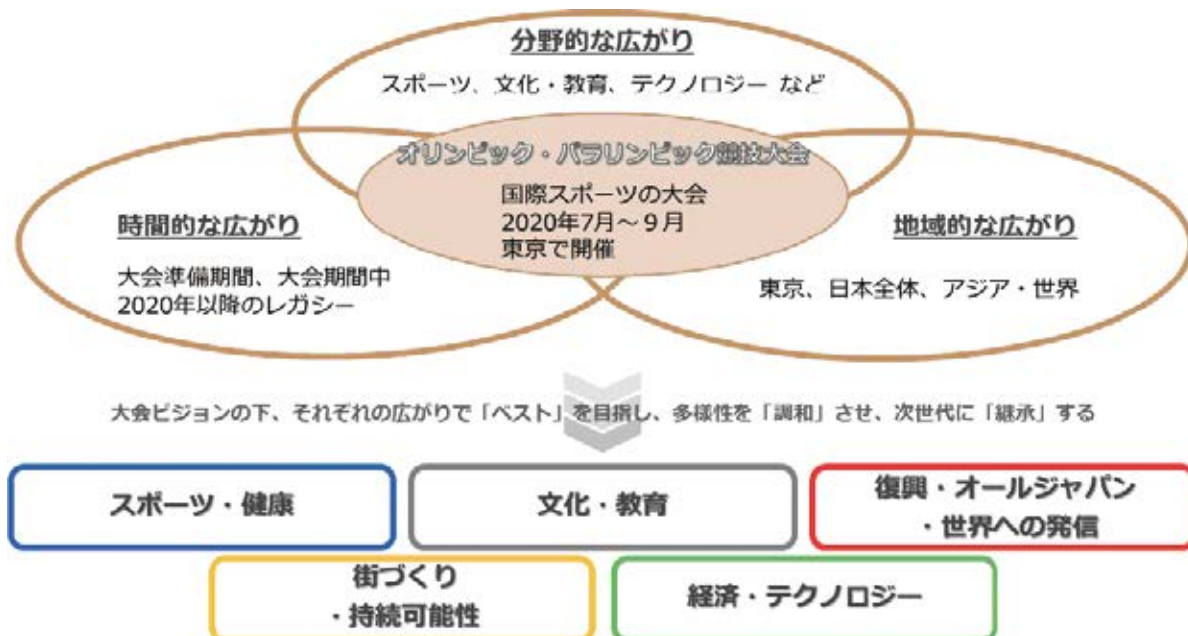 分野的な広がり
スポーツ、文化・教育、テクノロジー など
オリンピック・パラリンピック競技大会
国際スポーツの大会
2020年7月～９月
東京で開催
時間的な広がり
大会準備期間、大会期間中
2020年以降のレガシー
地域的な広がり
東京、日本全体、アジア・世界
大会ビジョンの下、それぞれの広がりで「ベスト」を目指し、多様性を「調和」させ、次世代に「継承」する
スポーツ・健康
文化・教育
復興・オールジャパン
・世界への発信
街づくり
・持続可能性
経済・テクノロジー